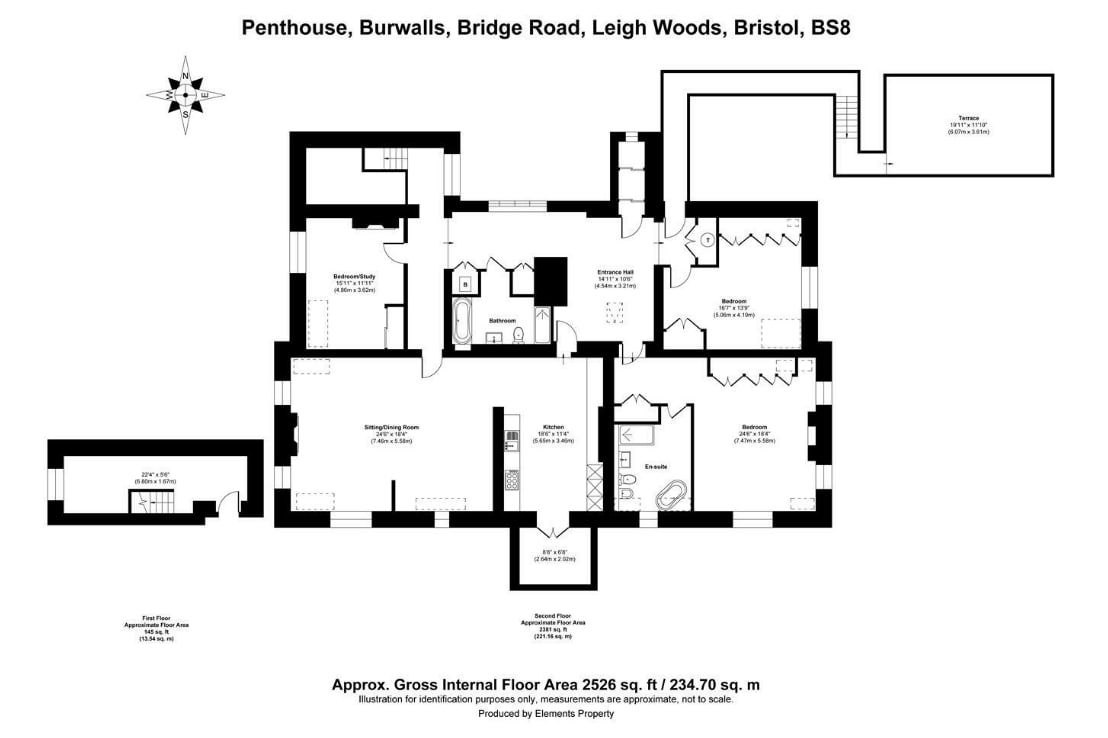 Penthouse, Burwalls, Bridge Road, Leigh Woods, Bristol, BS8
N
W
E
S
Terrace
19'11" x 11'10"
(6.07m x 3.61m)
T
Bedroom/Study
15'11" x 11'11"
(4.86m x 3.62m)
Entrance Hall
14'11" x 10'6"
(4.54m x 3.21m)
B
Bathroom
Bedroom
16'7" x 13'9"
(5.06m x 4.19m)
Sitting/Dining Room
24'6" x 18'4"
(7.46m x 5.58m)
Kitchen
18'6" x 11'4"
(5.65m x 3.46m)
Bedroom
24'6" x 18'4"
(7.47m x 5.58m)
En-suite
22'4" x 5'6"
(6.80m x 1.67m)
8'8" x 6'8"
(2.64m x 2.02m)
First Floor
Approximate Floor Area
145 sq. ft
(13.54 sq. m)
Second Floor
Approximate Floor Area
2381 sq. ft
(221.16 sq. m)
Approx. Gross Internal Floor Area 2526 sq. ft / 234.70 sq. m
Illustration for identification purposes only, measurements are approximate, not to scale.
Produced by Elements Property